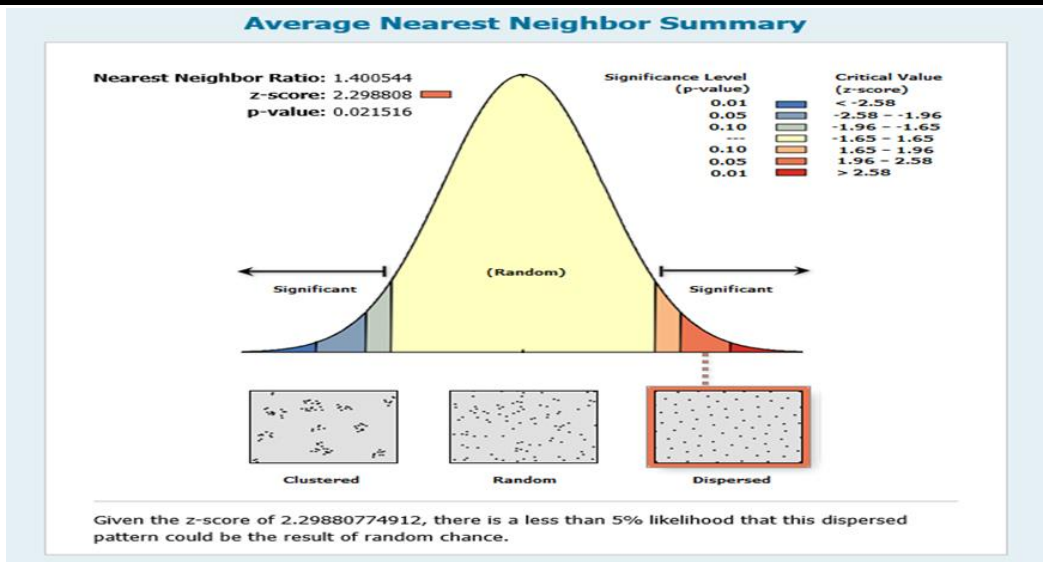 Average Nearest Neighbor Summary
Nearest Neighbor Ratio: 1.400544
z-score: 2.298808
p-value: 0.021516
Significance Level
(p-value)
Critical Value
(z-score)
0.01 < -2.58
0.05 -2.58 – -1.96
0.10 -1.96 – -1.65
--- -1.65 – 1.65
0.10 1.65 – 1.96
0.05 1.96 – 2.58
0.01 > 2.58
(Random)
Significant
Significant
Clustered
Random
Dispersed
Given the z-score of 2.29880774912, there is a less than 5% likelihood that this dispersed
pattern could be the result of random chance.